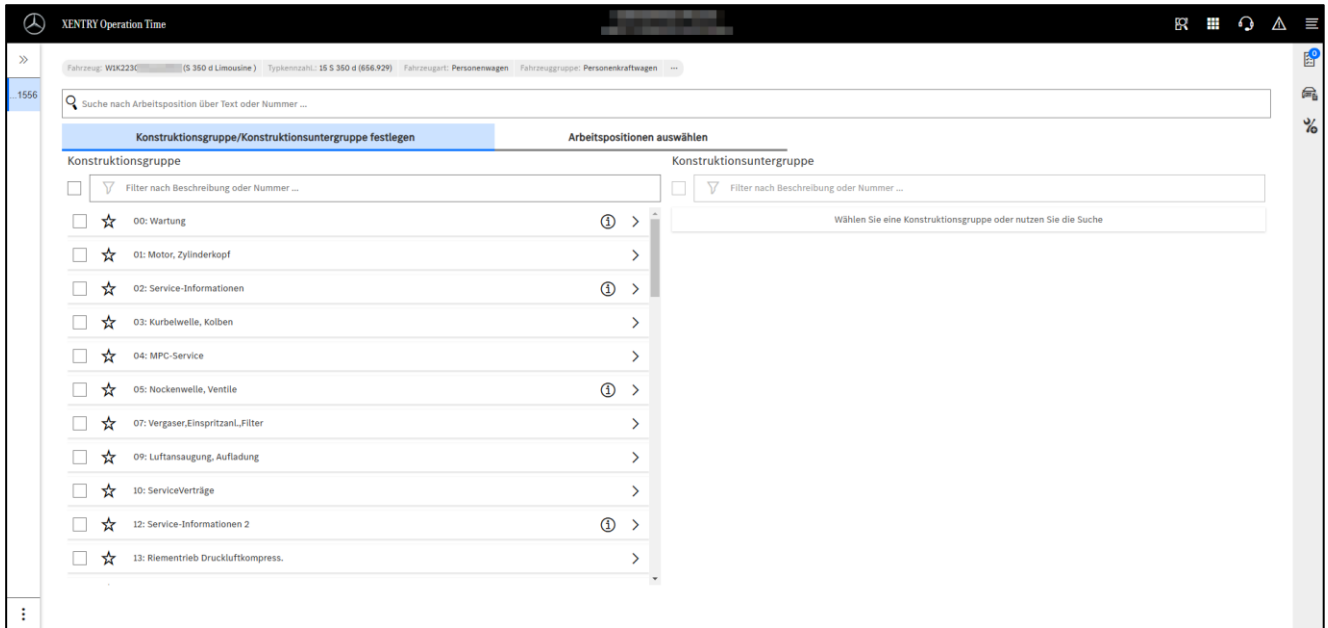 XENTRY Operation Time
Fahrzeug: W1K223 (S 350 d Limousine ) Typkennzahl.: 15 S 350 d (656.929) Fahrzeugart: Personenwagen Fahrzeuggruppe: Personenkraftwagen ...
0
...1556
Suche nach Arbeitsposition über Text oder Nummer ...
Konstruktionsgruppe/Konstruktionsuntergruppe festlegen Arbeitspositionen auswählen
Konstruktionsgruppe Konstruktionsuntergruppe
Filter nach Beschreibung oder Nummer ... Filter nach Beschreibung oder Nummer ...
00: Wartung Wählen Sie eine Konstruktionsgruppe oder nutzen Sie die Suche
01: Motor, Zylinderkopf
02: Service-Informationen
03: Kurbelwelle, Kolben
04: MPC-Service
05: Nockenwelle, Ventile
07: Vergaser,Einspritzanl.,Filter
09: Luftansaugung, Aufladung
10: ServiceVerträge
12: Service-Informationen 2
13: Riementrieb Druckluftkompress.